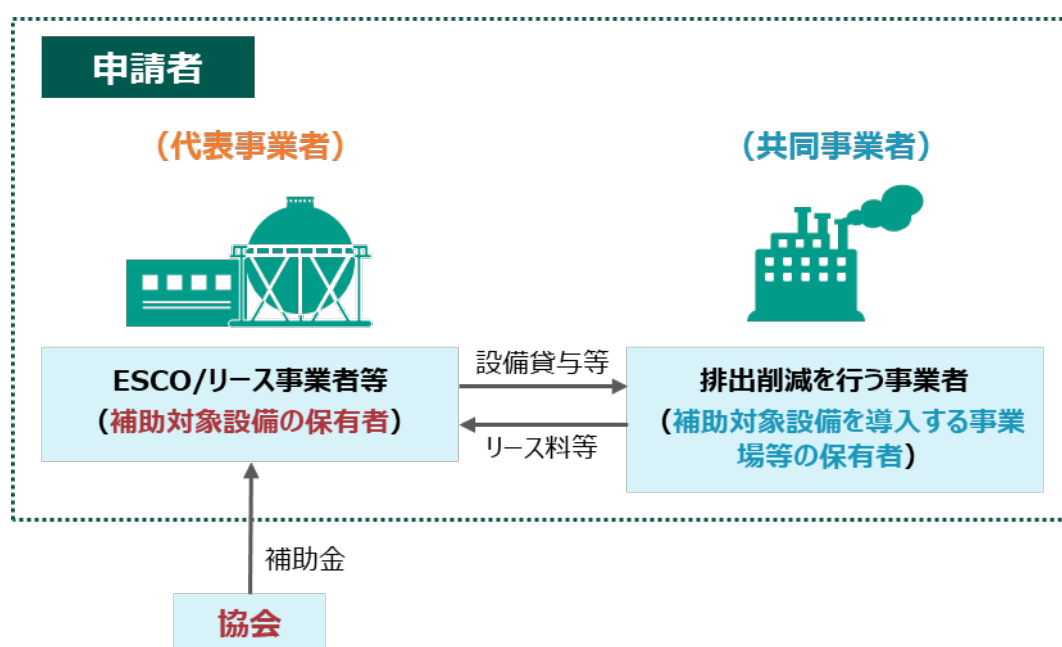 申請者
（代表事業者）
（共同事業者）
ESCO/リース事業者等
（補助対象設備の保有者）
設備貸与等
リース料等
排出削減を行う事業者
（補助対象設備を導入する事業
場等の保有者）
補助金
協会